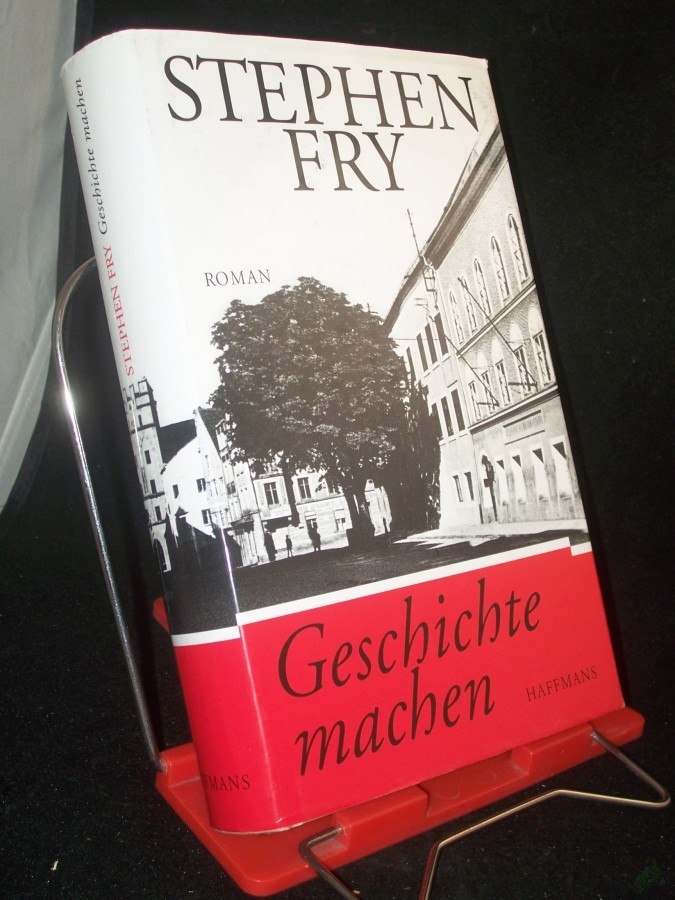 STEPHEN
FRY
ROMAN
Geschichte
machen
HAFFMANS
STEPHEN FRY Geschichte machen